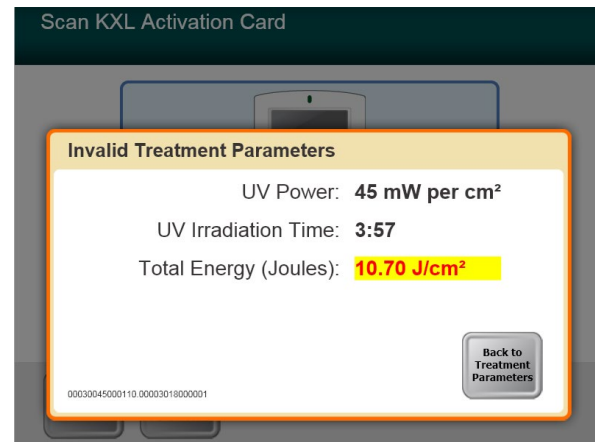 Scan KXL Activation Card
Invalid Treatment Parameters
UV Power: 45 mW per cm²
UV Irradiation Time: 3:57
Total Energy (Joules): 10.70 J/cm²
Back to
Treatment
Parameters
00030045000110.00003018000001